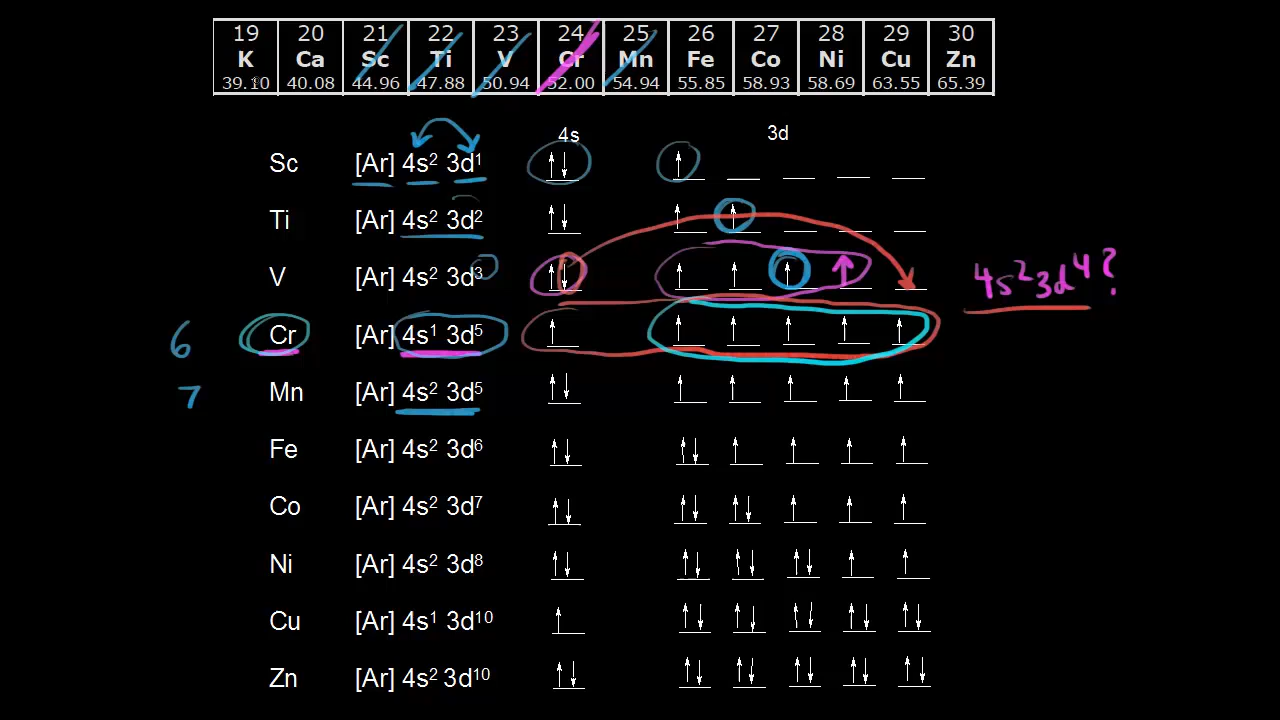 19 20 21 22 23 24 25 26 27 28 29 30
K Ca Sc Ti V Cr Mn Fe Co Ni Cu Zn
39.10 40.08 44.96 47.88 50.94 52.00 54.94 55.85 58.93 58.69 63.55 65.39
4s 3d
Sc [Ar] 4s² 3d¹
Ti [Ar] 4s² 3d²
V [Ar] 4s² 3d³ 4s²3d⁴?
6 Cr [Ar] 4s¹ 3d⁵
7 Mn [Ar] 4s² 3d⁵
Fe [Ar] 4s² 3d⁶
Co [Ar] 4s² 3d⁷
Ni [Ar] 4s² 3d⁸
Cu [Ar] 4s¹ 3d¹⁰
Zn [Ar] 4s² 3d¹⁰